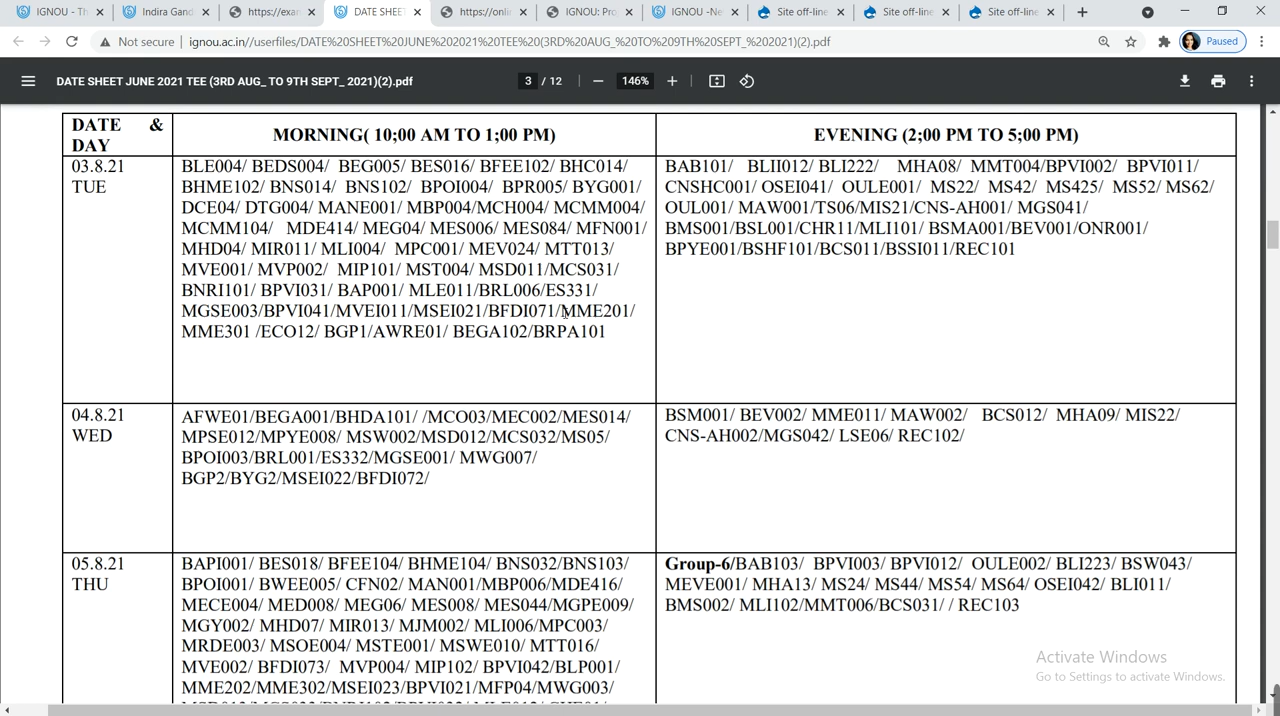 IGNOU - Th
Indira Gand
https://exan
DATE SHEET
https://onlin
IGNOU: Pro
IGNOU -Ne
Site off-line
Site off-line
Site off-line
Not secure | ignou.ac.in//userfiles/DATE%20SHEET%20JUNE%202021%20TEE%20(3RD%20AUG_%20TO%209TH%20SEPT_%202021)(2).pdf
Paused
DATE SHEET JUNE 2021 TEE (3RD AUG_ TO 9TH SEPT_ 2021)(2).pdf
3 / 12
146%
DATE & DAY
MORNING( 10;00 AM TO 1;00 PM)
EVENING (2;00 PM TO 5;00 PM)
03.8.21
TUE
BLE004/ BEDS004/ BEG005/ BES016/ BFEE102/ BHC014/
BHME102/ BNS014/ BNS102/ BPOI004/ BPR005/ BYG001/
DCE04/ DTG004/ MANE001/ MBP004/MCH004/ MCMM004/
MCMM104/ MDE414/ MEG04/ MES006/ MES084/ MFN001/
MHD04/ MIR011/ MLI004/ MPC001/ MEV024/ MTT013/
MVE001/ MVP002/ MIP101/ MST004/ MSD011/MCS031/
BNRI101/ BPVI031/ BAP001/ MLE011/BRL006/ES331/
MGSE003/BPVI041/MVEI011/MSEI021/BFDI071/MME201/
MME301 /ECO12/ BGP1/AWRE01/ BEGA102/BRPA101
BAB101/ BLII012/ BLI222/ MHA08/ MMT004/BPVI002/ BPVI011/
CNSHC001/ OSEI041/ OULE001/ MS22/ MS42/ MS425/ MS52/ MS62/
OUL001/ MAW001/TS06/MIS21/CNS-AH001/ MGS041/
BMS001/BSL001/CHR11/MLI101/ BSMA001/BEV001/ONR001/
BPYE001/BSHF101/BCS011/BSSI011/REC101
04.8.21
WED
AFWE01/BEGA001/BHDA101/ /MCO03/MEC002/MES014/
MPSE012/MPYE008/ MSW002/MSD012/MCS032/MS05/
BPOI003/BRL001/ES332/MGSE001/ MWG007/
BGP2/BYG2/MSEI022/BFDI072/
BSM001/ BEV002/ MME011/ MAW002/ BCS012/ MHA09/ MIS22/
CNS-AH002/MGS042/ LSE06/ REC102/
05.8.21
THU
BAPI001/ BES018/ BFEE104/ BHME104/ BNS032/BNS103/
BPOI001/ BWEE005/ CFN02/ MAN001/MBP006/MDE416/
MECE004/ MED008/ MEG06/ MES008/ MES044/MGPE009/
MGY002/ MHD07/ MIR013/ MJM002/ MLI006/MPC003/
MRDE003/ MSOE004/ MSTE001/ MSWE010/ MTT016/
MVE002/ BFDI073/ MVP004/ MIP102/ BPVI042/BLP001/
MME202/MME302/MSEI023/BPVI021/MFP04/MWG003/
Group-6/BAB103/ BPVI003/ BPVI012/ OULE002/ BLI223/ BSW043/
MEVE001/ MHA13/ MS24/ MS44/ MS54/ MS64/ OSEI042/ BLI011/
BMS002/ MLI102/MMT006/BCS031/ / REC103
Activate Windows
Go to Settings to activate Windows.